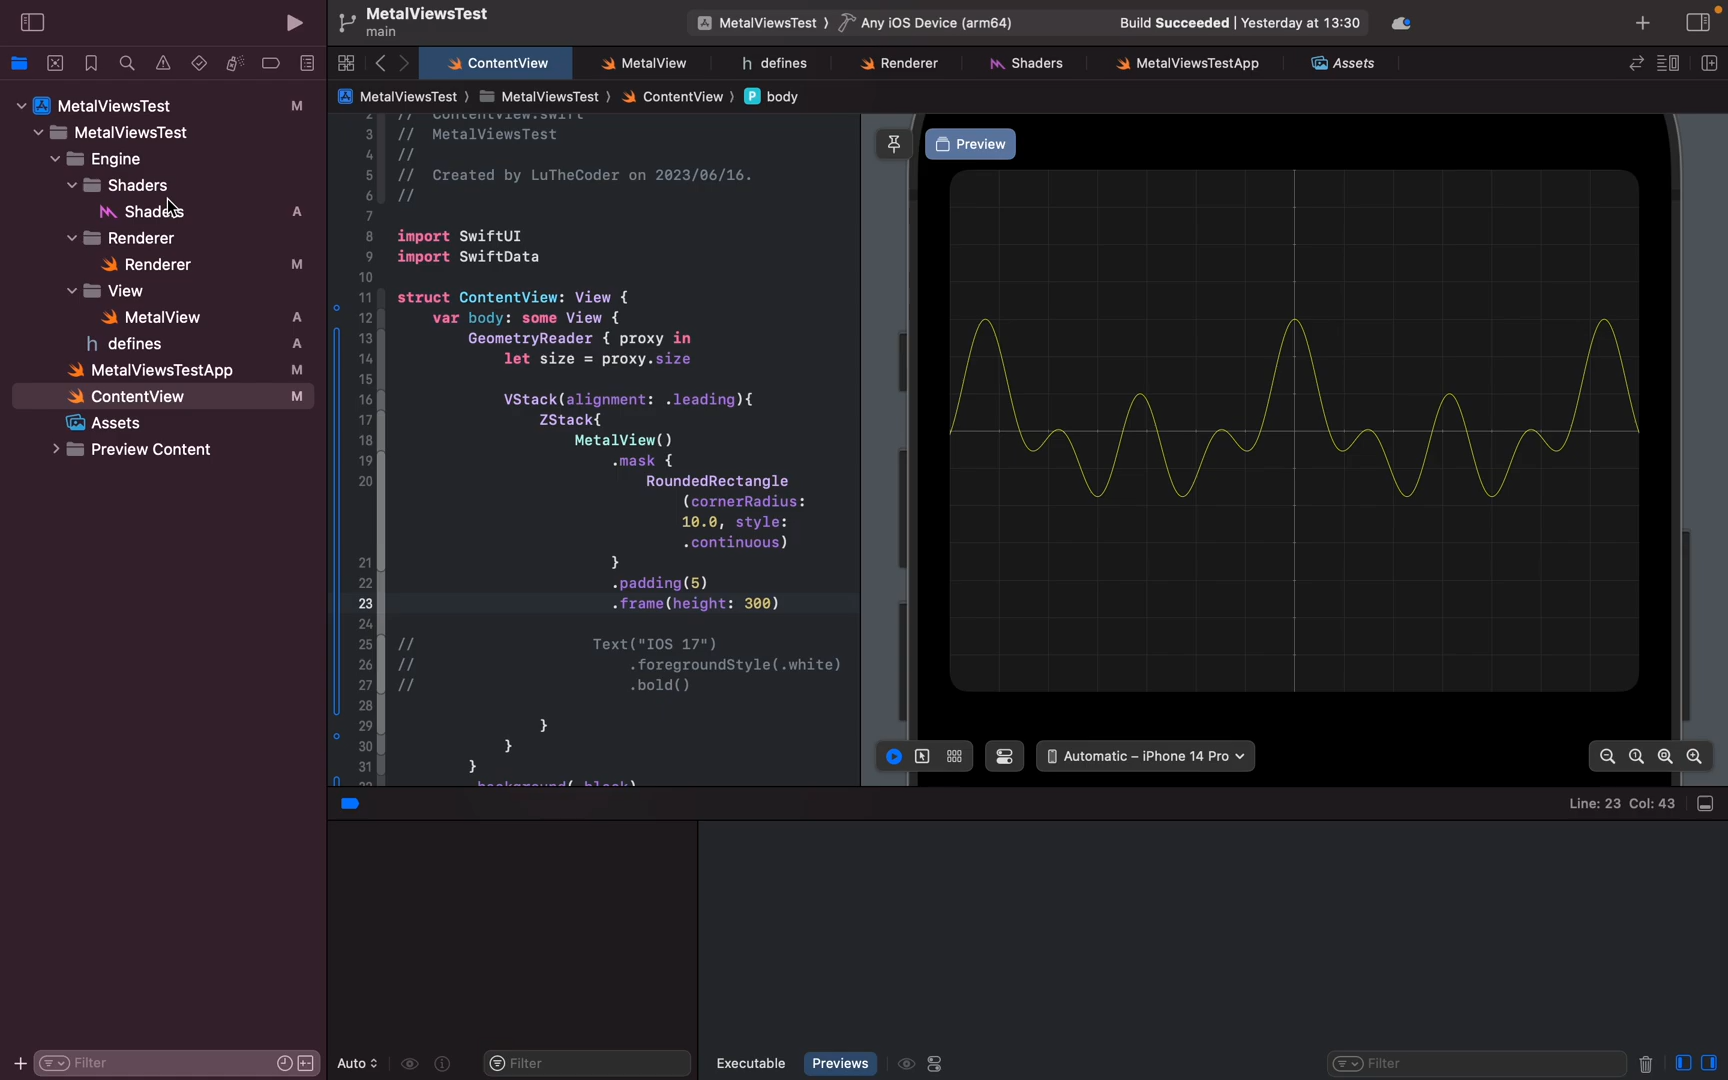 MetalViewsTest
main
MetalViewsTest 〉 Any iOS Device (arm64)
Build Succeeded | Yesterday at 13:30
ContentView
MetalView
h defines
Renderer
Shaders
MetalViewsTestApp
Assets
MetalViewsTest 〉 MetalViewsTest 〉 ContentView 〉 P body
MetalViewsTest M
MetalViewsTest
Engine
Shaders
Shaders A
Renderer
Renderer M
View
MetalView A
h defines A
MetalViewsTestApp M
ContentView M
Assets
Preview Content
2 // ContentView.swift
3 // MetalViewsTest
4 //
5 // Created by LuTheCoder on 2023/06/16.
6 //
7
8 import SwiftUI
9 import SwiftData
10
11 struct ContentView: View {
12 var body: some View {
13 GeometryReader { proxy in
14 let size = proxy.size
15
16 VStack(alignment: .leading){
17 ZStack{
18 MetalView()
19 .mask {
20 RoundedRectangle
(cornerRadius:
10.0, style:
.continuous)
21 }
22 .padding(5)
23 .frame(height: 300)
24
25 // Text("IOS 17")
26 // .foregroundStyle(.white)
27 // .bold()
28
29 }
30 }
31 }
.background(.black)
Preview
Automatic – iPhone 14 Pro
Line: 23 Col: 43
Filter
Auto
Filter
Executable
Previews
Filter